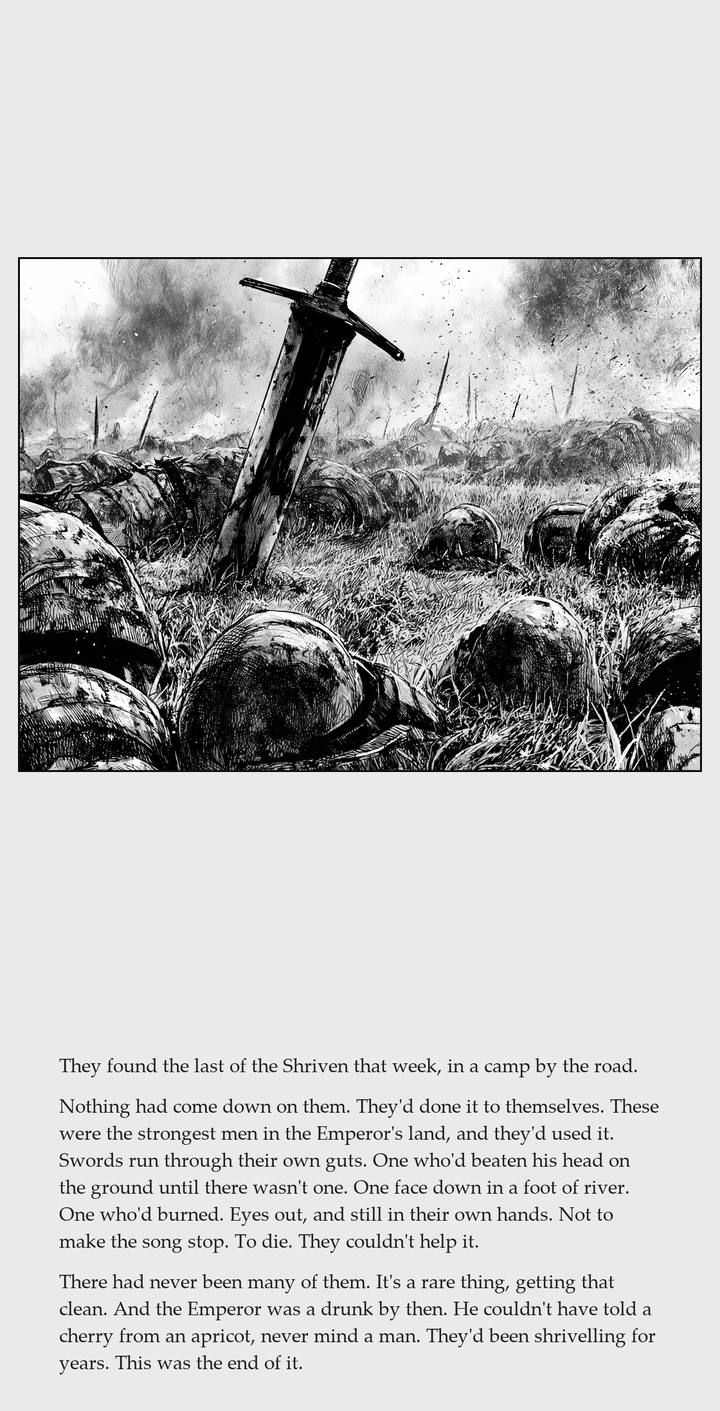 They found the last of the Shriven that week, in a camp by the road.
Nothing had come down on them. They'd done it to themselves. These
were the strongest men in the Emperor's land, and they'd used it.
Swords run through their own guts. One who'd beaten his head on
the ground until there wasn't one. One face down in a foot of river.
One who'd burned. Eyes out, and still in their own hands. Not to
make the song stop. To die. They couldn't help it.
There had never been many of them. It's a rare thing, getting that
clean. And the Emperor was a drunk by then. He couldn't have told a
cherry from an apricot, never mind a man. They'd been shrivelling for
years. This was the end of it.